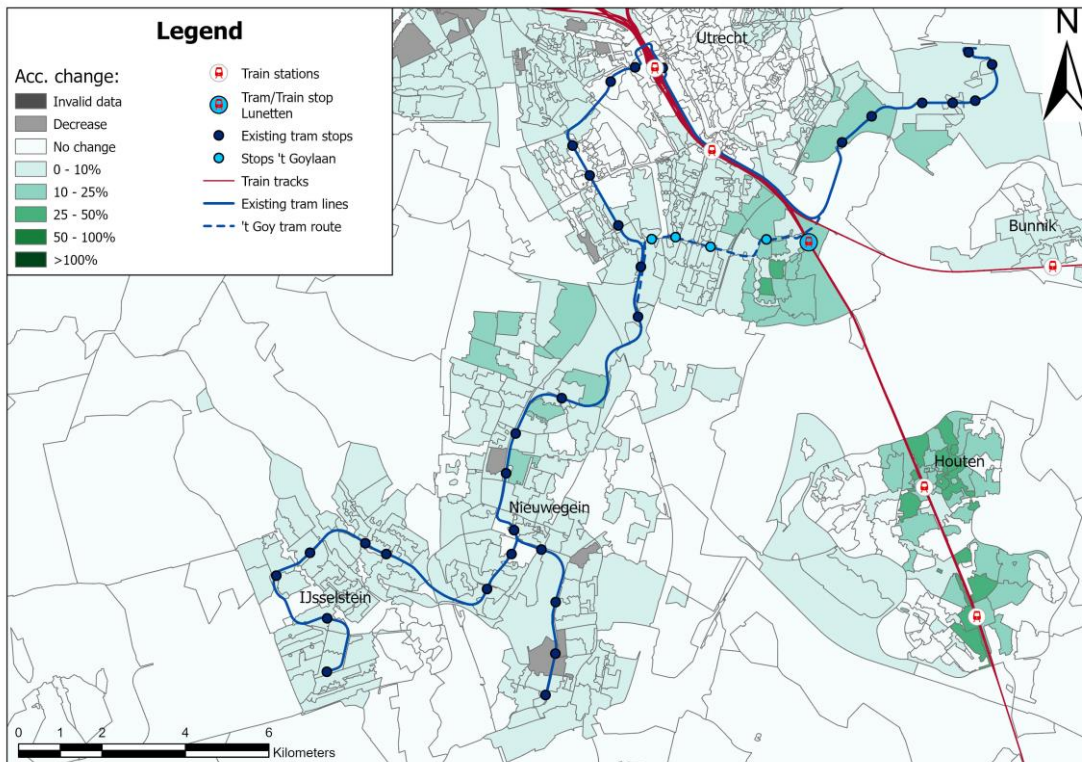 Legend
Acc. change:
Invalid data
Decrease
No change
0 - 10%
10 - 25%
25 - 50%
50 - 100%
>100%
Train stations
Tram/Train stop
Lunetten
Existing tram stops
Stops 't Goylaan
Train tracks
Existing tram lines
't Goy tram route
Utrecht
N
Bunnik
Houten
Nieuwegein
IJsselstein
0 1 2 4 6
Kilometers